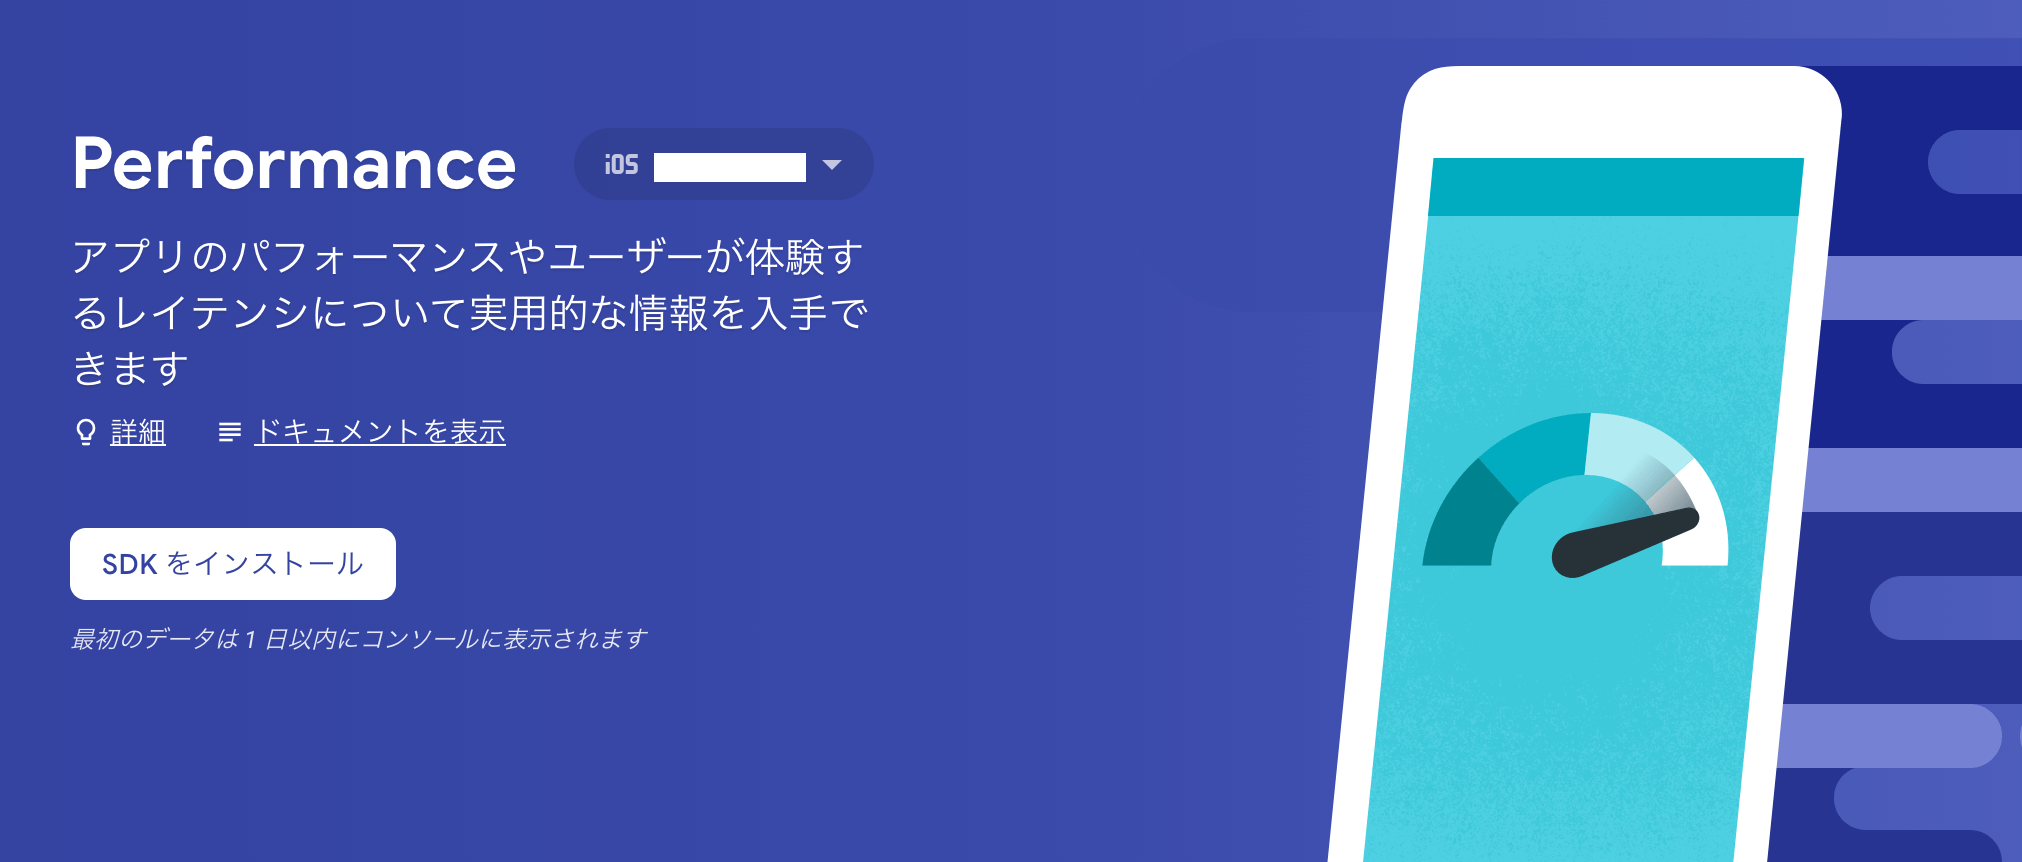 Performance
iOS
アプリのパフォーマンスやユーザーが体験す
るレイテンシについて実用的な情報を入手で
きます
詳細 ドキュメントを表示
SDK をインストール
最初のデータは 1 日以内にコンソールに表示されます